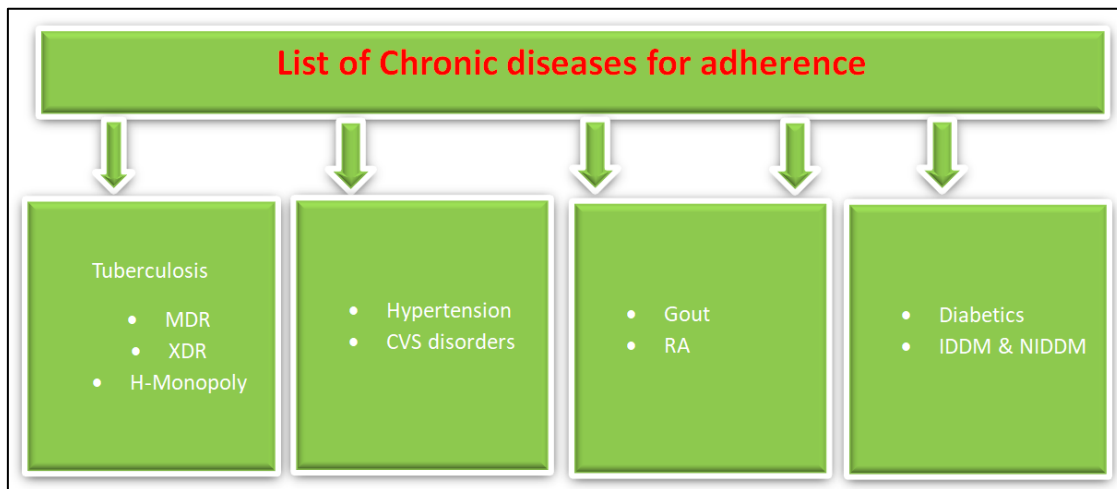 List of Chronic diseases for adherence
Tuberculosis
• MDR
• XDR
• H-Monopoly
• Hypertension
• CVS disorders
• Gout
• RA
• Diabetics
• IDDM & NIDDM